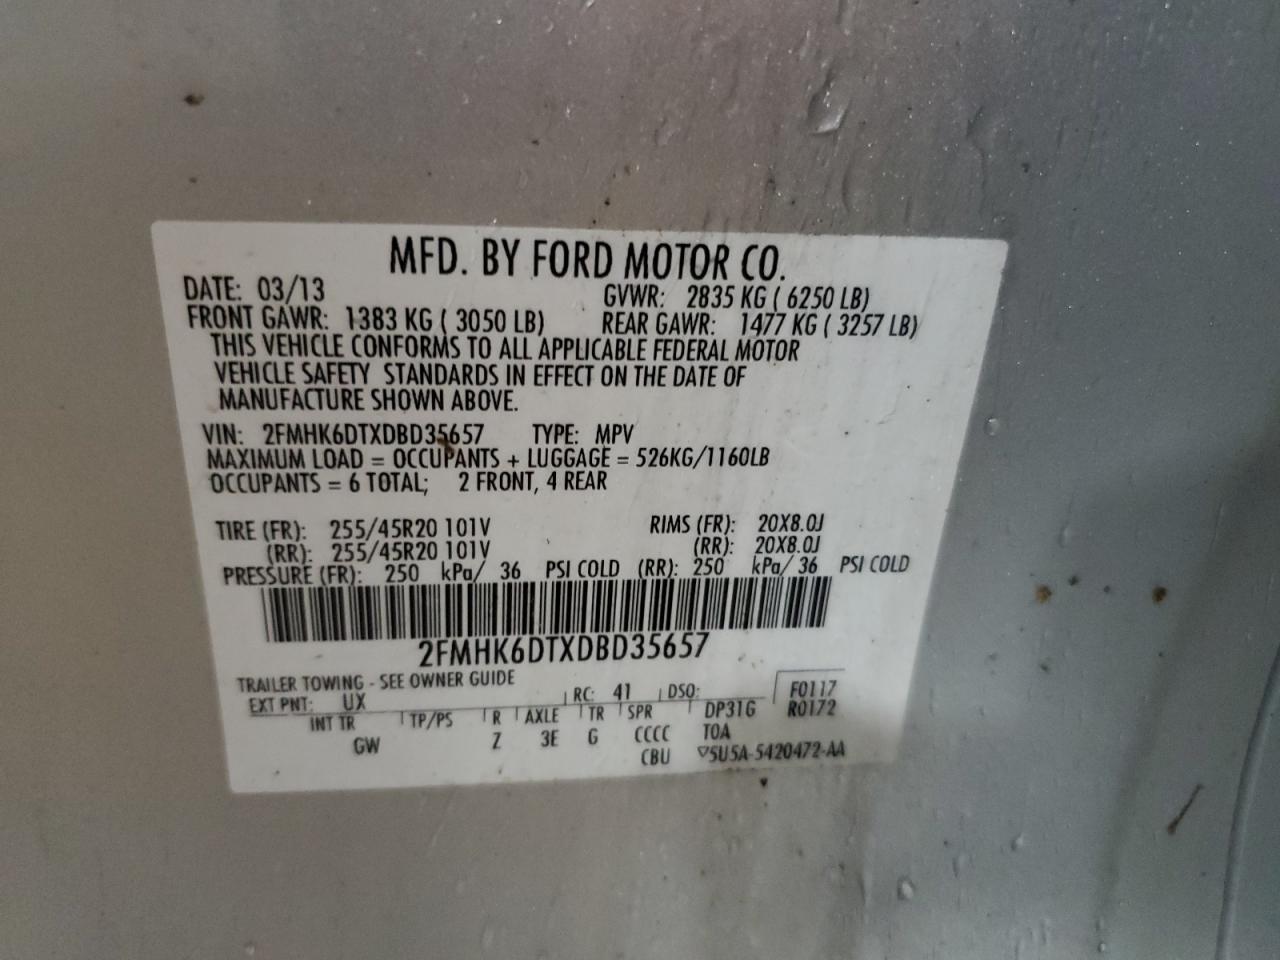 MFD. BY FORD MOTOR CO.
DATE: 03/13 GVWR: 2835 KG ( 6250 LB)
FRONT GAWR: 1383 KG ( 3050 LB) REAR GAWR: 1477 KG ( 3257 LB)
THIS VEHICLE CONFORMS TO ALL APPLICABLE FEDERAL MOTOR
VEHICLE SAFETY STANDARDS IN EFFECT ON THE DATE OF
MANUFACTURE SHOWN ABOVE.
VIN: 2FMHK6DTXDBD35657 TYPE: MPV
MAXIMUM LOAD = OCCUPANTS + LUGGAGE = 526KG/1160LB
OCCUPANTS = 6 TOTAL; 2 FRONT, 4 REAR
TIRE (FR): 255/45R20 101V RIMS (FR): 20X8.0J
(RR): 255/45R20 101V (RR): 20X8.0J
PRESSURE (FR): 250 kPa/ 36 PSI COLD (RR): 250 kPa/ 36 PSI COLD
2FMHK6DTXDBD35657
TRAILER TOWING - SEE OWNER GUIDE
EXT PNT: UX RC: 41 DSO: F0117
INT TR TP/PS R AXLE TR SPR DP31G R0172
GW Z 3E G CCCC TOA
CBU ▽5U5A-5420472-AA